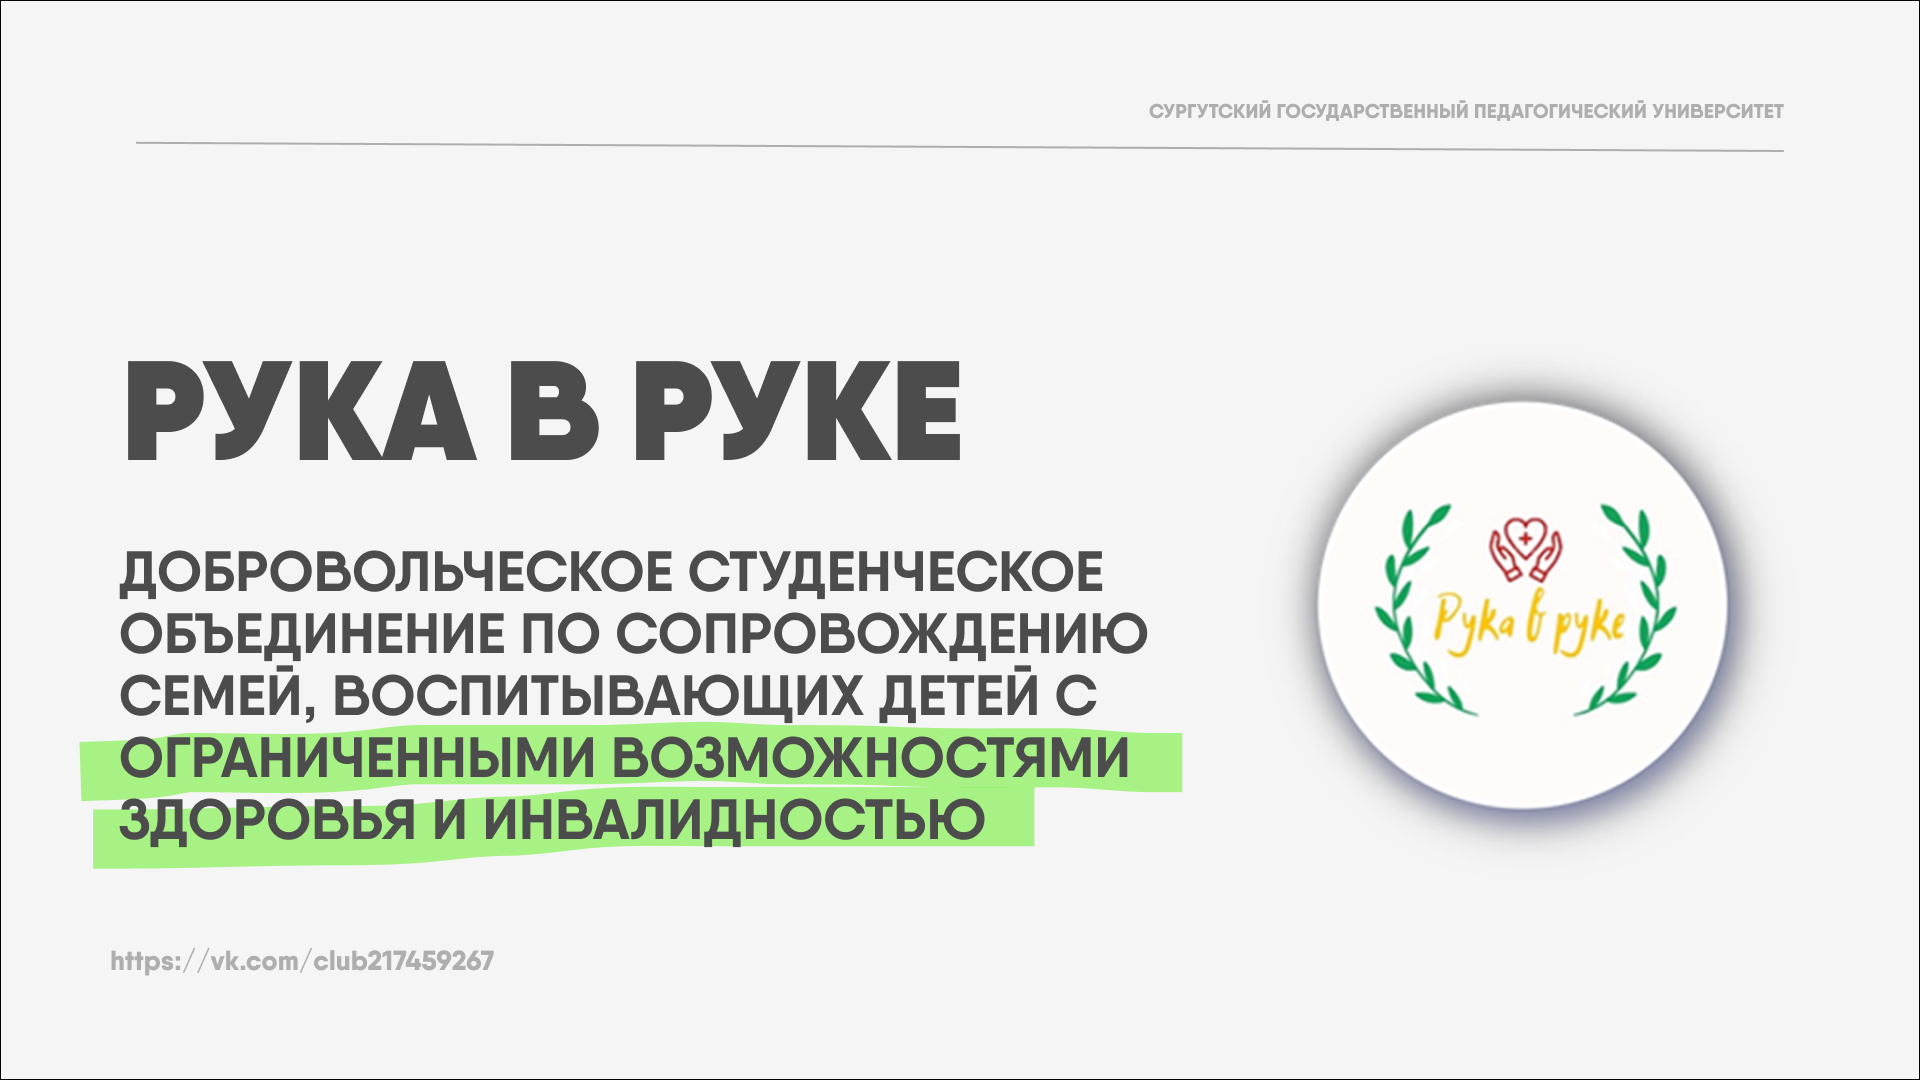 СУРГУТСКИЙ ГОСУДАРСТВЕННЫЙ ПЕДАГОГИЧЕСКИЙ УНИВЕРСИТЕТ
РУКА В РУКЕ
ДОБРОВОЛЬЧЕСКОЕ СТУДЕНЧЕСКОЕ
ОБЪЕДИНЕНИЕ ПО СОПРОВОЖДЕНИЮ
СЕМЕЙ, ВОСПИТЫВАЮЩИХ ДЕТЕЙ С
ОГРАНИЧЕННЫМИ ВОЗМОЖНОСТЯМИ
ЗДОРОВЬЯ И ИНВАЛИДНОСТЬЮ
Рука в руке
https://vk.com/club217459267